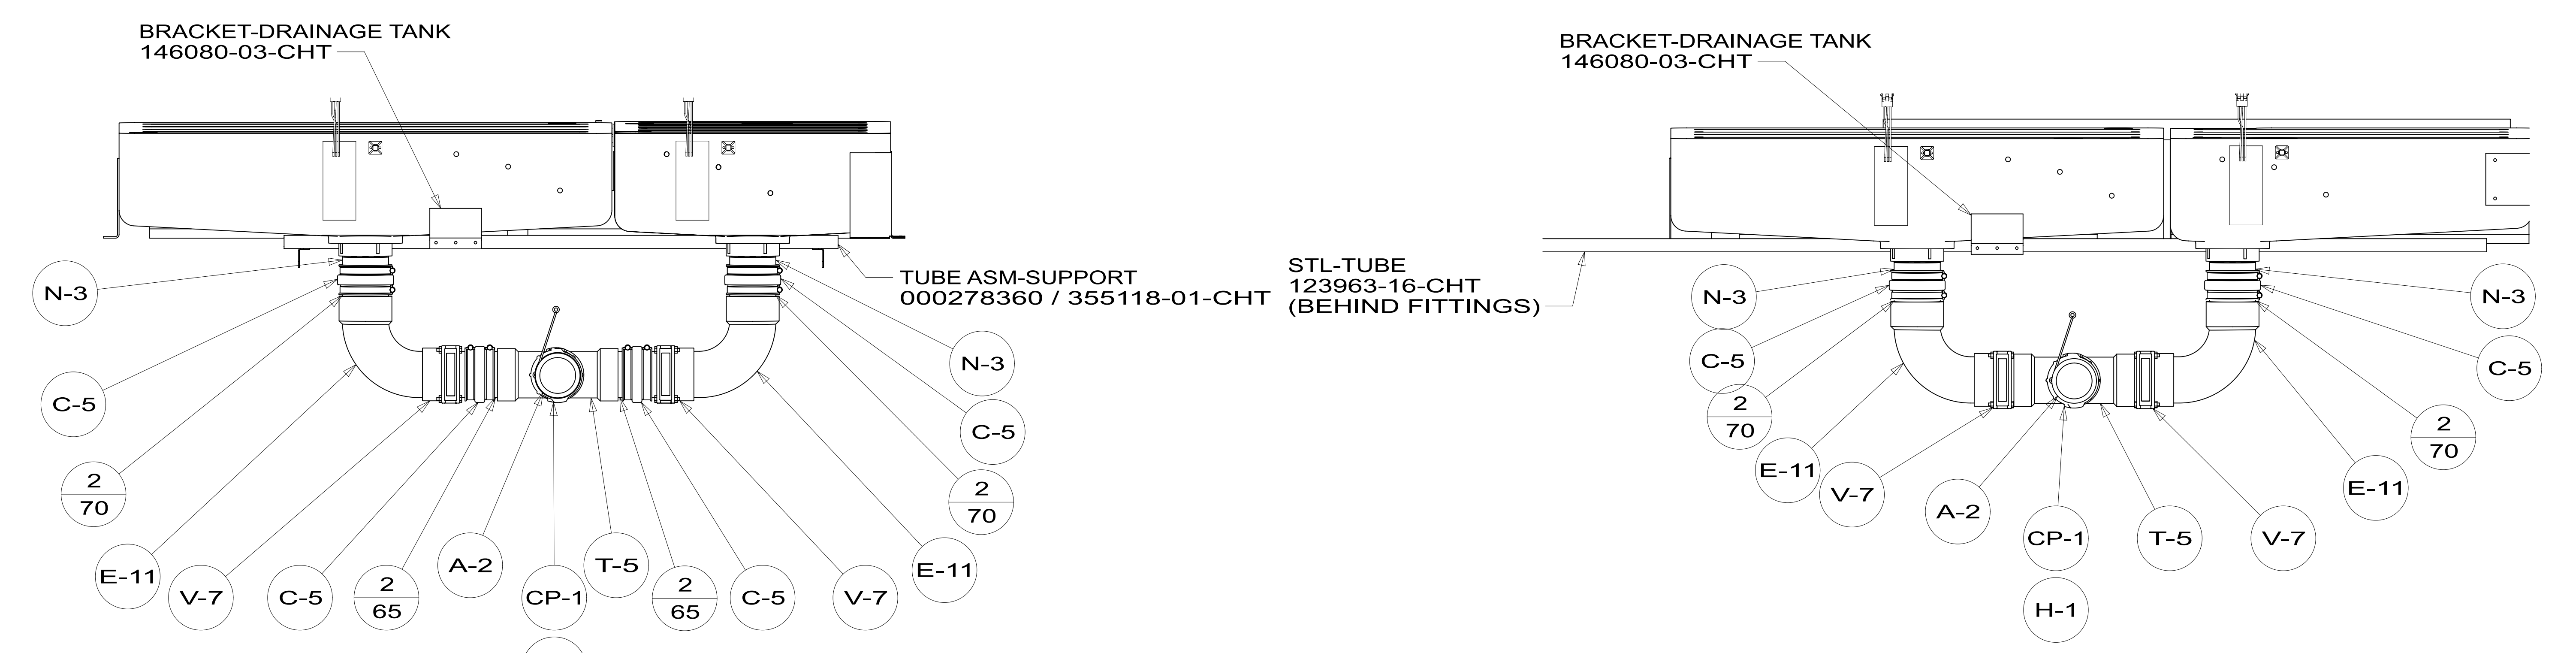 BRACKET-DRAINAGE TANK
146080-03-CHT
TUBE ASM-SUPPORT
000278360 / 355118-01-CHT
N-3
C-5
2
70
E-11
V-7
C-5
2
65
A-2
CP-1
T-5
2
65
C-5
V-7
E-11
2
70
C-5
N-3
BRACKET-DRAINAGE TANK
146080-03-CHT
STL-TUBE
123963-16-CHT
(BEHIND FITTINGS)
N-3
C-5
2
70
E-11
V-7
A-2
CP-1
H-1
T-5
V-7
E-11
2
70
C-5
N-3